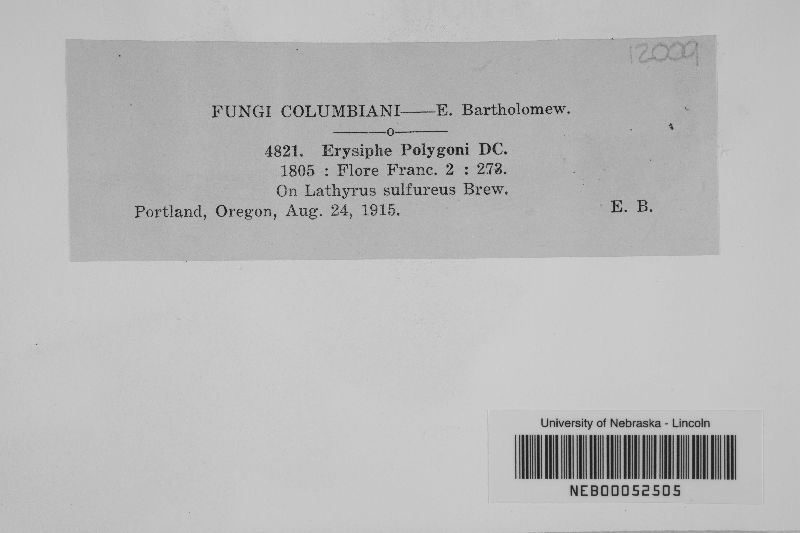 12009
FUNGI COLUMBIANI——E. Bartholomew.
———o———
4821. Erysiphe Polygoni DC.
1805 : Flore Franc. 2 : 273.
On Lathyrus sulfureus Brew.
Portland, Oregon, Aug. 24, 1915. E. B.
University of Nebraska - Lincoln
NEB00052505